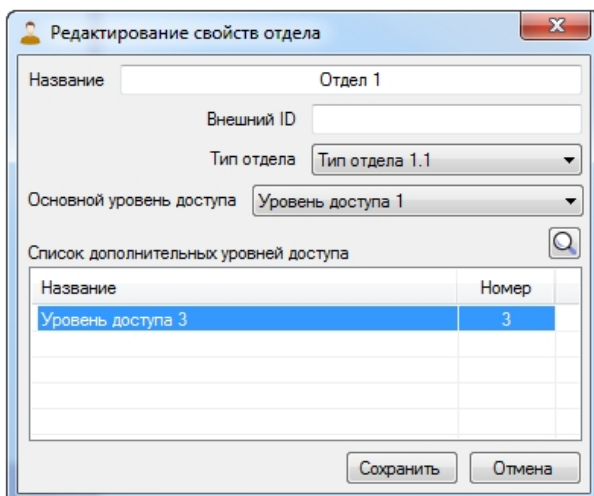 Редактирование свойств отдела
Название Отдел 1
Внешний ID
Тип отдела Тип отдела 1.1
Основной уровень доступа Уровень доступа 1
Список дополнительных уровней доступа
Название Номер
Уровень доступа 3 3
Сохранить Отмена